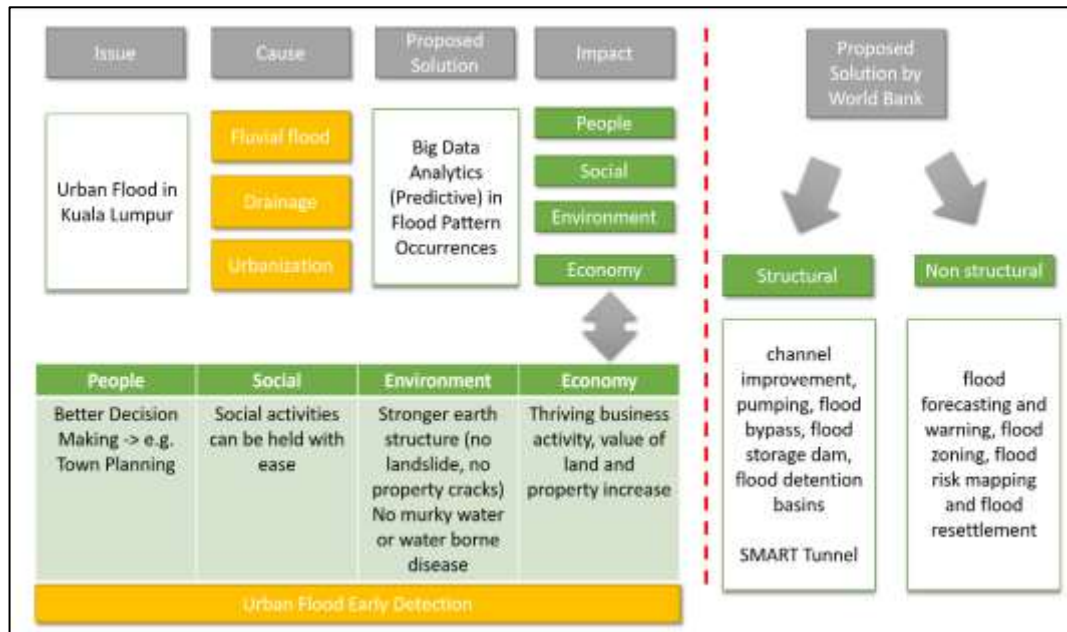 Issue
Cause
Proposed
Solution
Impact
Urban Flood in
Kuala Lumpur
Fluvial flood
Drainage
Urbanization
Big Data
Analytics
(Predictive) in
Flood Pattern
Occurrences
People
Social
Environment
Economy
People
Social
Environment
Economy
Better Decision
Making -> e.g.
Town Planning
Social activities
can be held with
ease
Stronger earth
structure (no
landslide, no
property cracks)
No murky water
or water borne
disease
Thriving business
activity, value of
land and
property increase
Urban Flood Early Detection
Proposed
Solution by
World Bank
Structural
Non structural
channel
improvement,
pumping, flood
bypass, flood
storage dam,
flood detention
basins
SMART Tunnel
flood
forecasting and
warning, flood
zoning, flood
risk mapping
and flood
resettlement